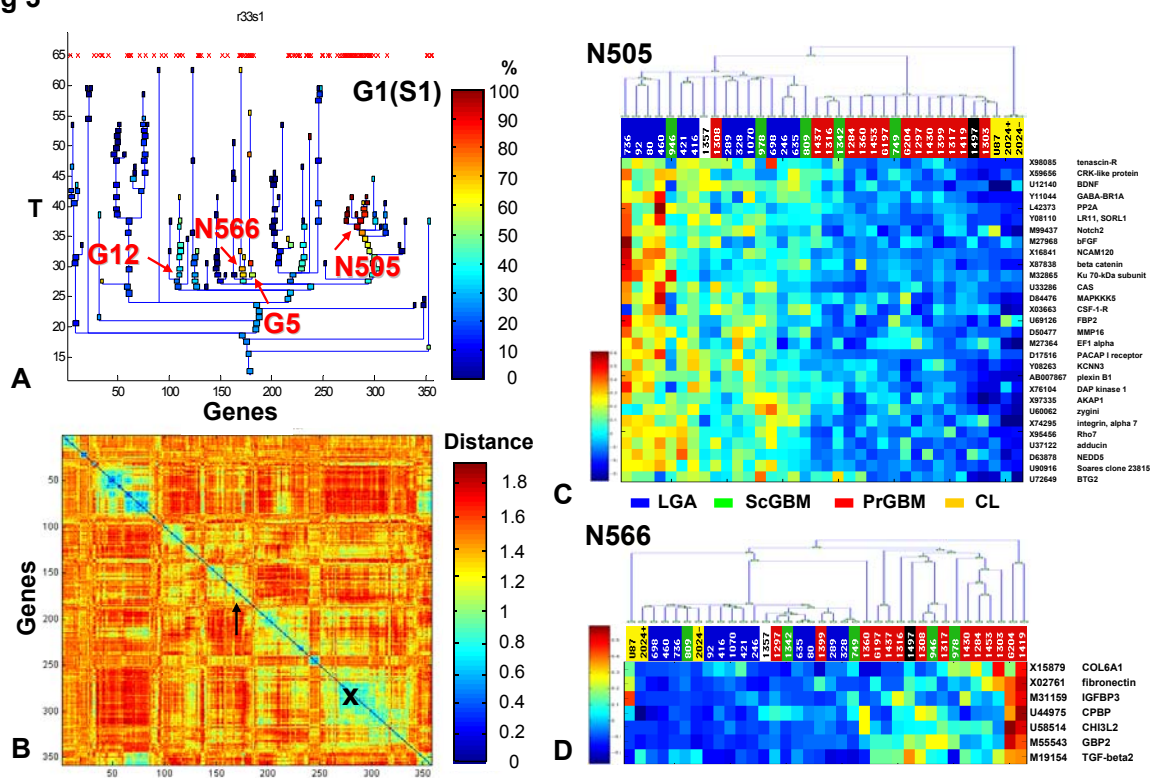 g 5
r33s1
65
60
55
50
45
40
35
30
25
20
15
T
50 100 150 200 250 300 350
Genes
G12
N566
G5
N505
G1(S1)
%
100
90
80
70
60
50
40
30
20
10
0
A
Distance
1.8
1.6
1.4
1.2
1
0.8
0.6
0.4
0.2
0
50
100
150
200
250
300
350
Genes
X
50 100 150 200 250 300 350
B
N505
736 92 80 460 946 421 416 1357 1308 289 328 1070 978 698 246 635 809 1437 1316 1342 1284 1360 1453 G197 749 G204 1297 1430 1399 1317 1419 1497 1303 U87 2024+ 2024-
X98085 tenascin-R
X59656 CRK-like protein
U12140 BDNF
Y11044 GABA-BR1A
L42373 PP2A
Y08110 LR11, SORL1
M99437 Notch2
M27968 bFGF
X16841 NCAM120
X87838 beta catenin
M32865 Ku 70-kDa subunit
U33286 CAS
D84476 MAPKKK5
X03663 CSF-1-R
U69126 FBP2
D50477 MMP16
M27364 EF1 alpha
D17516 PACAP I receptor
Y08263 KCNN3
AB007867 plexin B1
X76104 DAP kinase 1
X97335 AKAP1
U60062 zygini
X74295 integrin, alpha 7
X95456 Rho7
U37122 adducin
D63878 NEDD5
U90916 Soares clone 23815
U72649 BTG2
C
LGA ScGBM PrGBM CL
N566
U87 2024+ 698 460 736 809 2024- 92 416 1070 421 246 1357 1297 1342 635 80 1399 289 328 749 1360 G197 1437 1316 1497 1308 946 1317 978 1430 1284 1453 1303 G204 1419
X15879 COL6A1
X02761 fibronectin
M31159 IGFBP3
U44975 CPBP
U58514 CHI3L2
M55543 GBP2
M19154 TGF-beta2
D